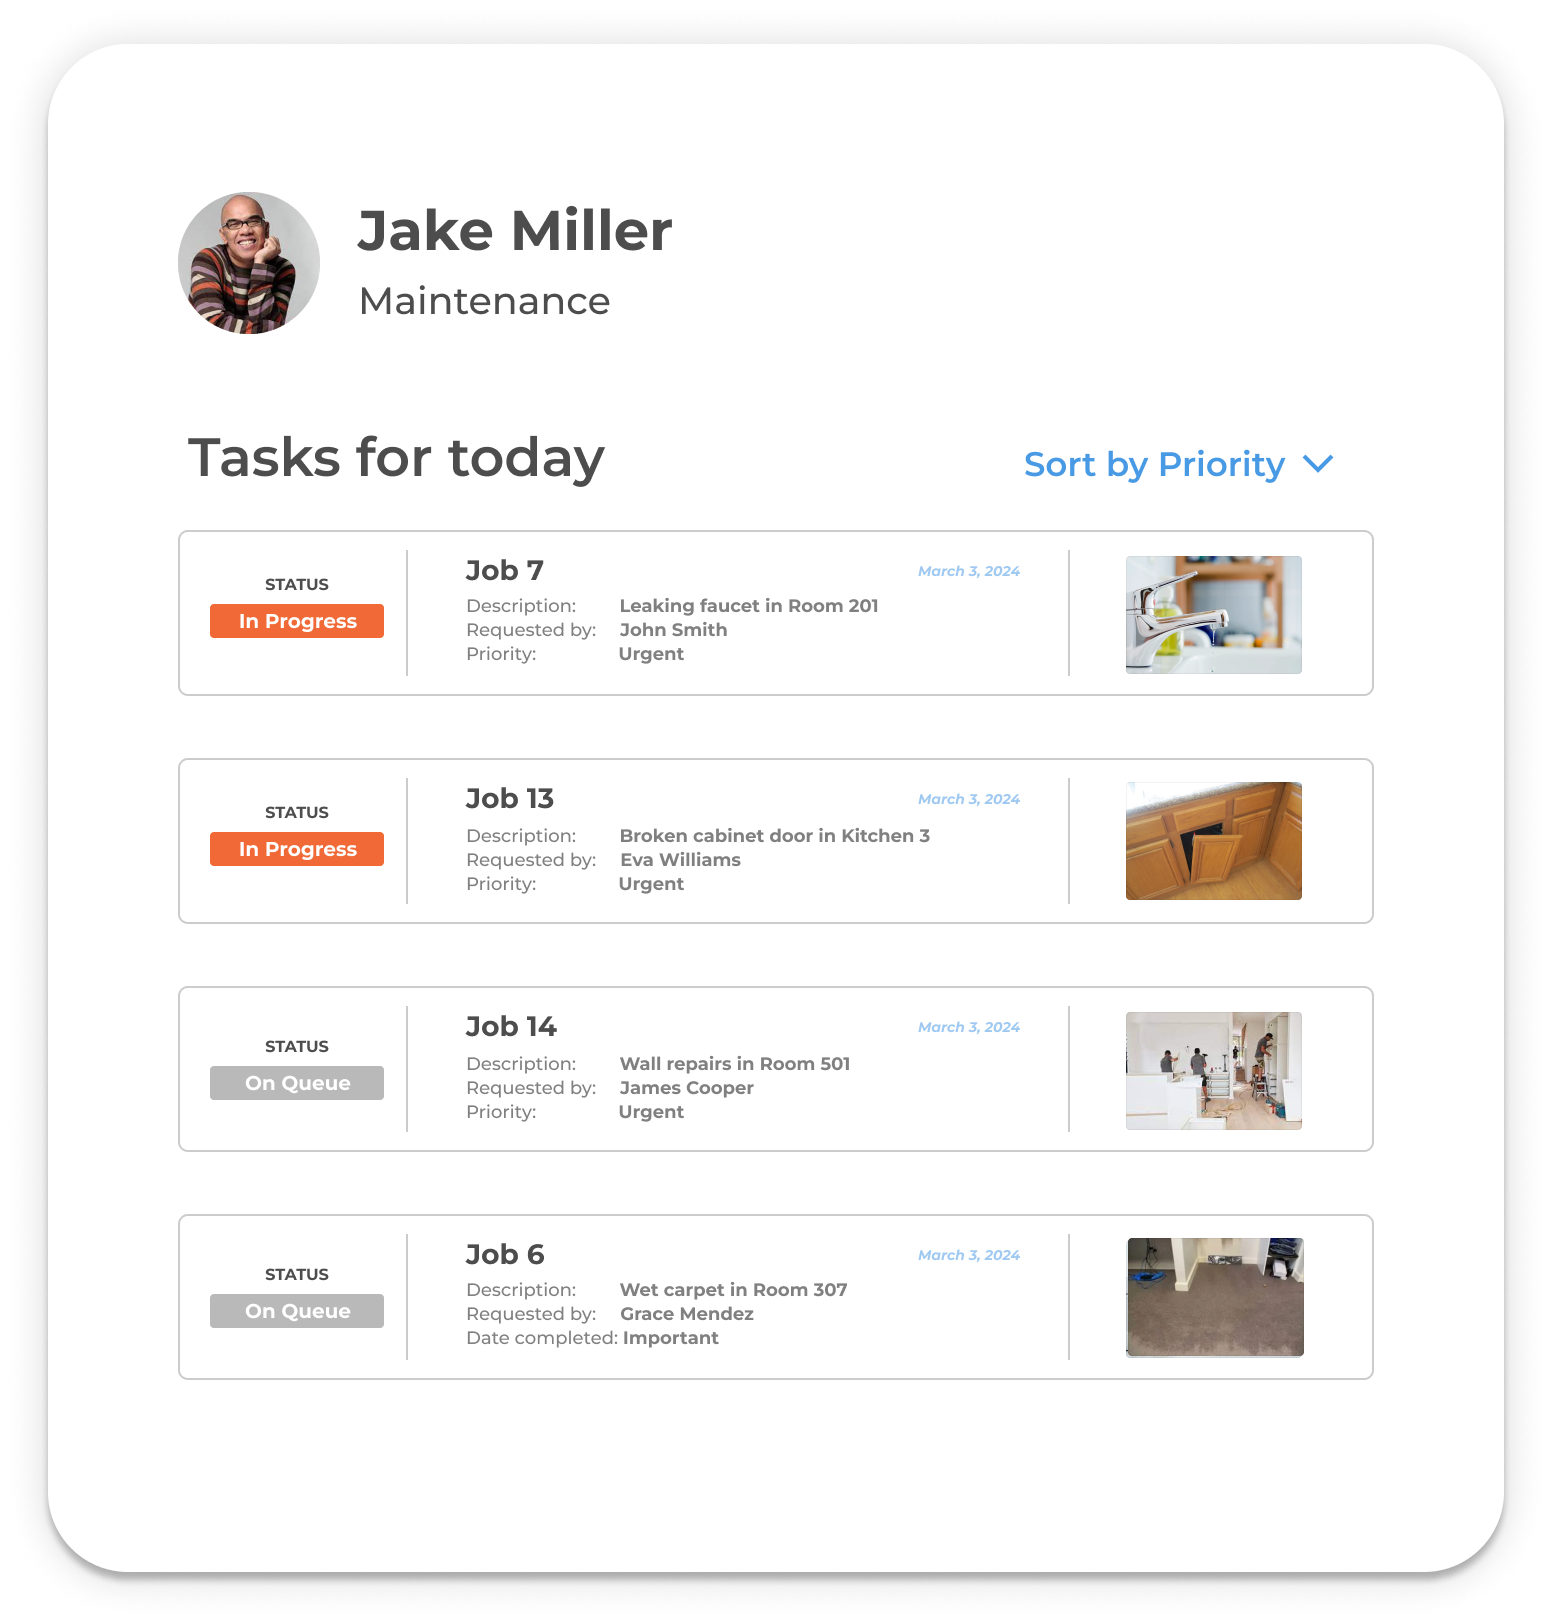 Jake Miller
Maintenance
Tasks for today
Sort by Priority
STATUS
In Progress
Job 7
March 3, 2024
Description: Leaking faucet in Room 201
Requested by: John Smith
Priority: Urgent
STATUS
In Progress
Job 13
March 3, 2024
Description: Broken cabinet door in Kitchen 3
Requested by: Eva Williams
Priority: Urgent
STATUS
On Queue
Job 14
March 3, 2024
Description: Wall repairs in Room 501
Requested by: James Cooper
Priority: Urgent
STATUS
On Queue
Job 6
March 3, 2024
Description: Wet carpet in Room 307
Requested by: Grace Mendez
Date completed: Important